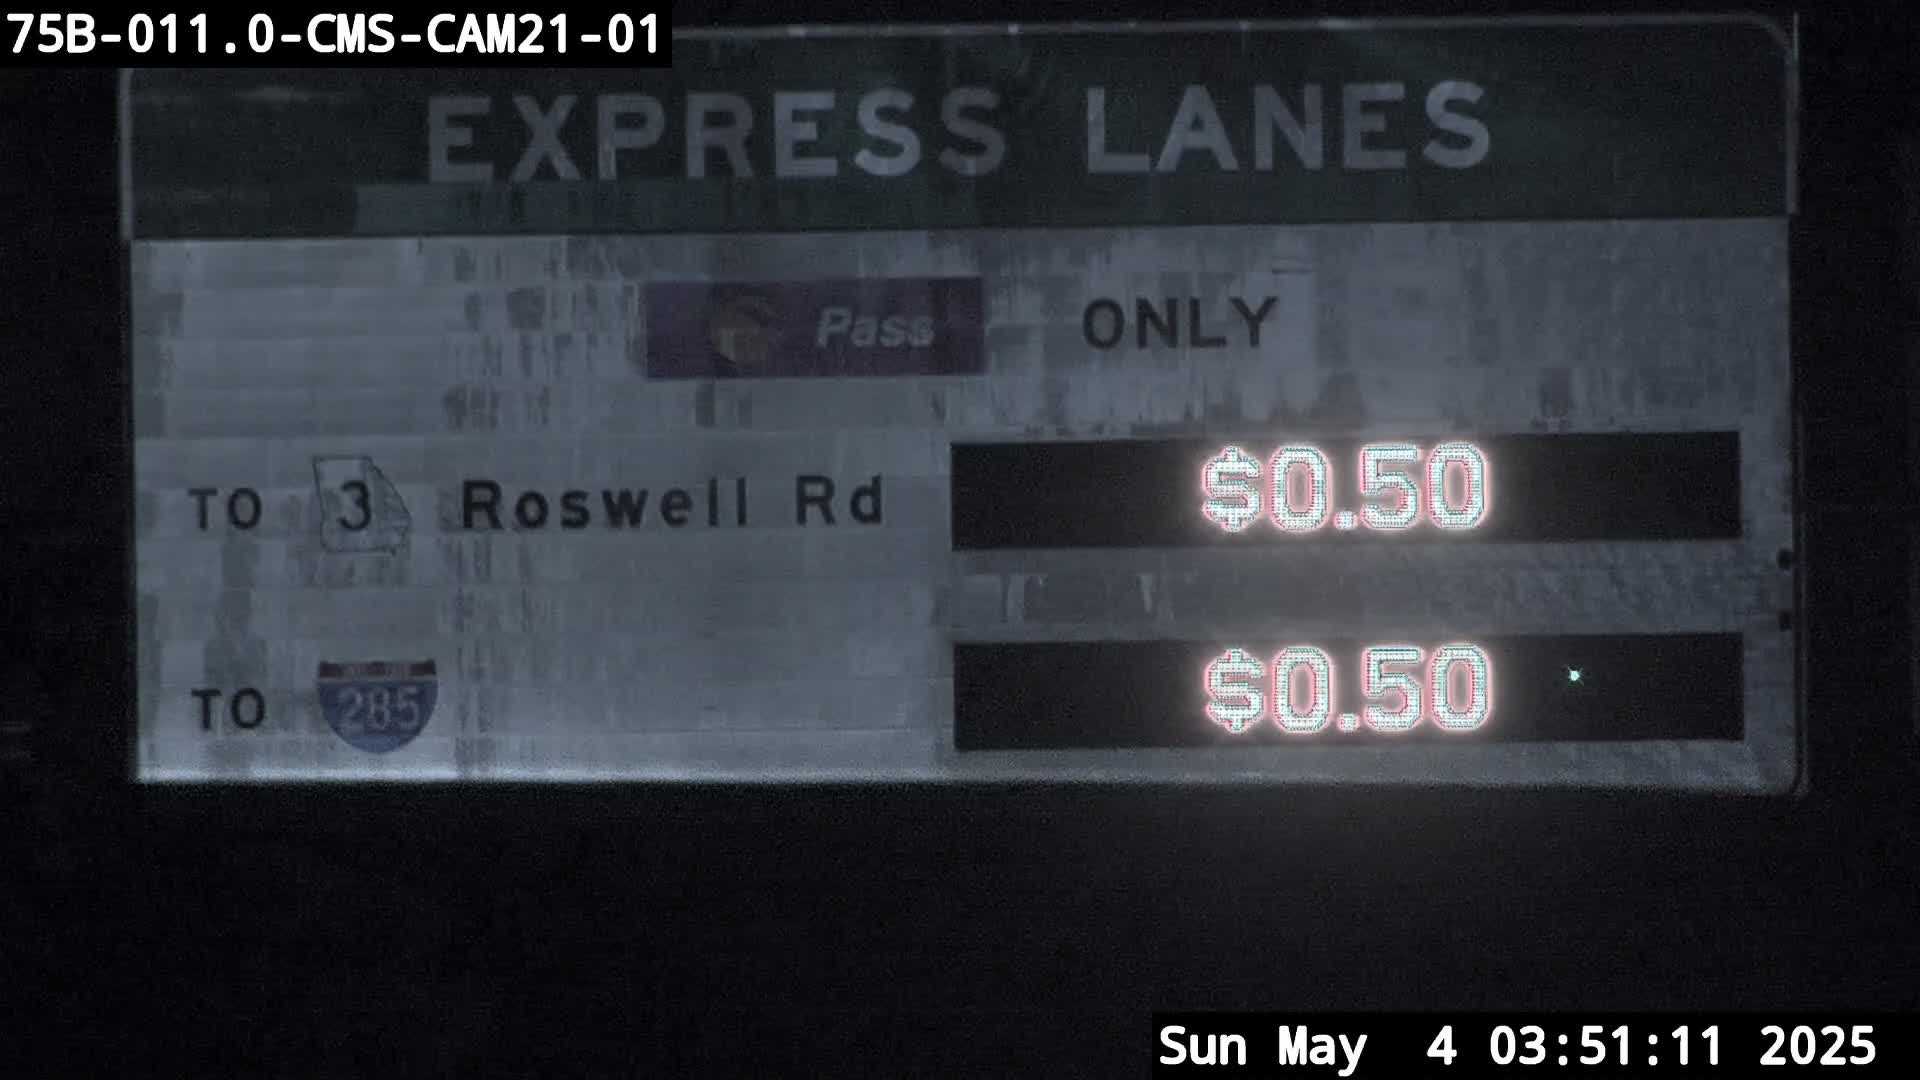 75B-011.0-CMS-CAM21-01
EXPRESS LANES
Pass ONLY
TO 3 Roswell Rd $0.50
TO 285 $0.50
Sun May 4 03:51:11 2025